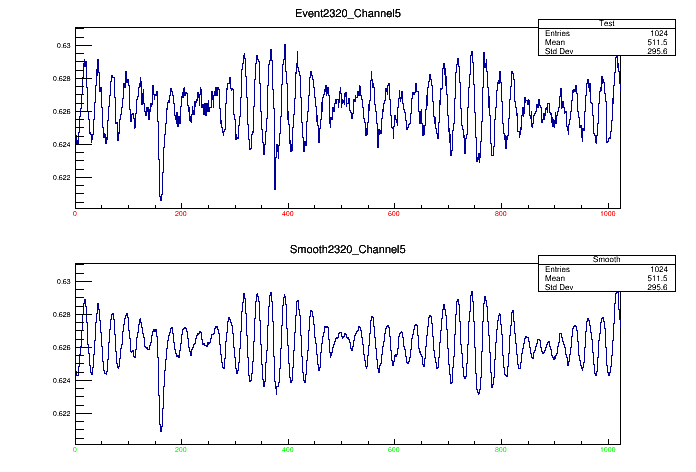 Event2320_Channel5
Test
Entries 1024
Mean 511.5
Std Dev 295.6
0.63
0.628
0.626
0.624
0.622
0 200 400 600 800 1000
Smooth2320_Channel5
Smooth
Entries 1024
Mean 511.5
Std Dev 295.6
0.63
0.628
0.626
0.624
0.622
0 200 400 600 800 1000